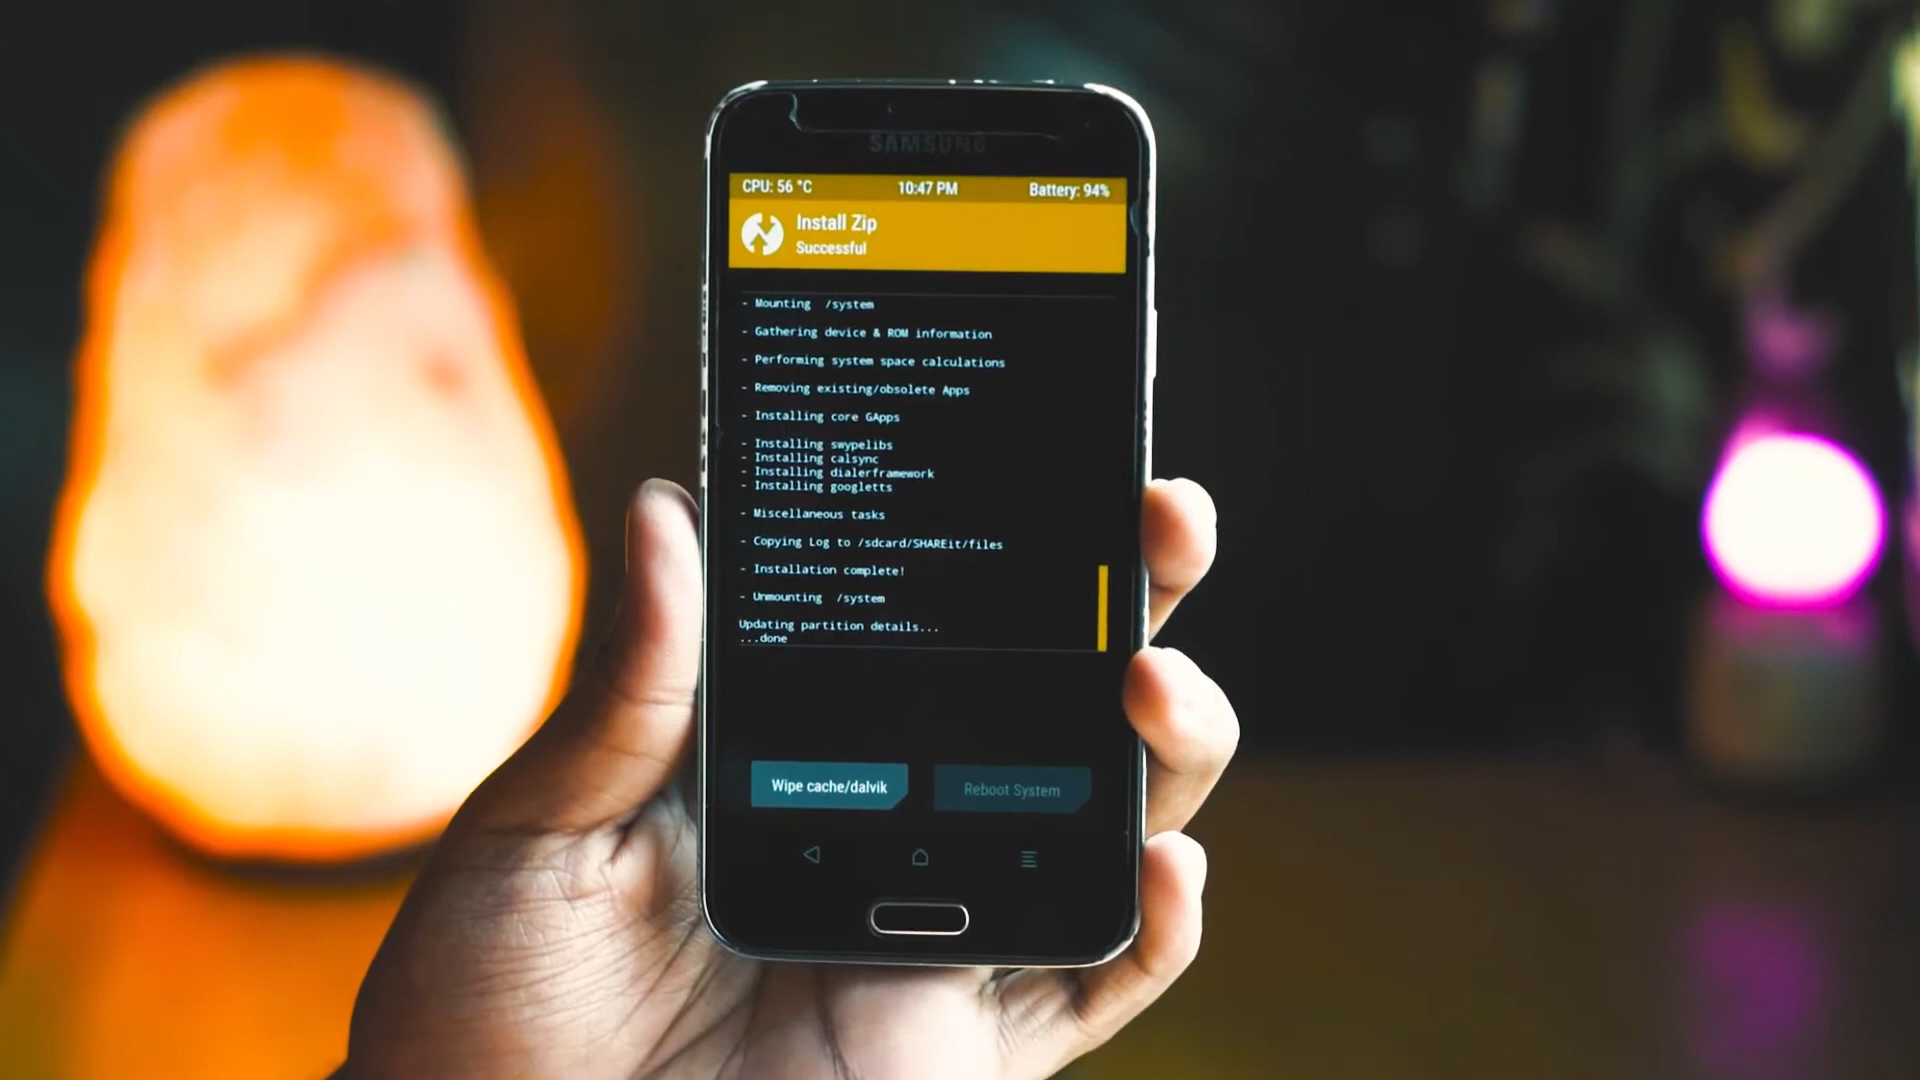 SAMSUNG
CPU: 56 °C 10:47 PM Battery: 94%
Install Zip
Successful
- Mounting /system
- Gathering device & ROM information
- Performing system space calculations
- Removing existing/obsolete Apps
- Installing core GApps
- Installing swypelibs
- Installing calsync
- Installing dialerframework
- Installing googletts
- Miscellaneous tasks
- Copying Log to /sdcard/SHAREit/files
- Installation complete!
- Unmounting /system
Updating partition details...
...done
Wipe cache/dalvik Reboot System